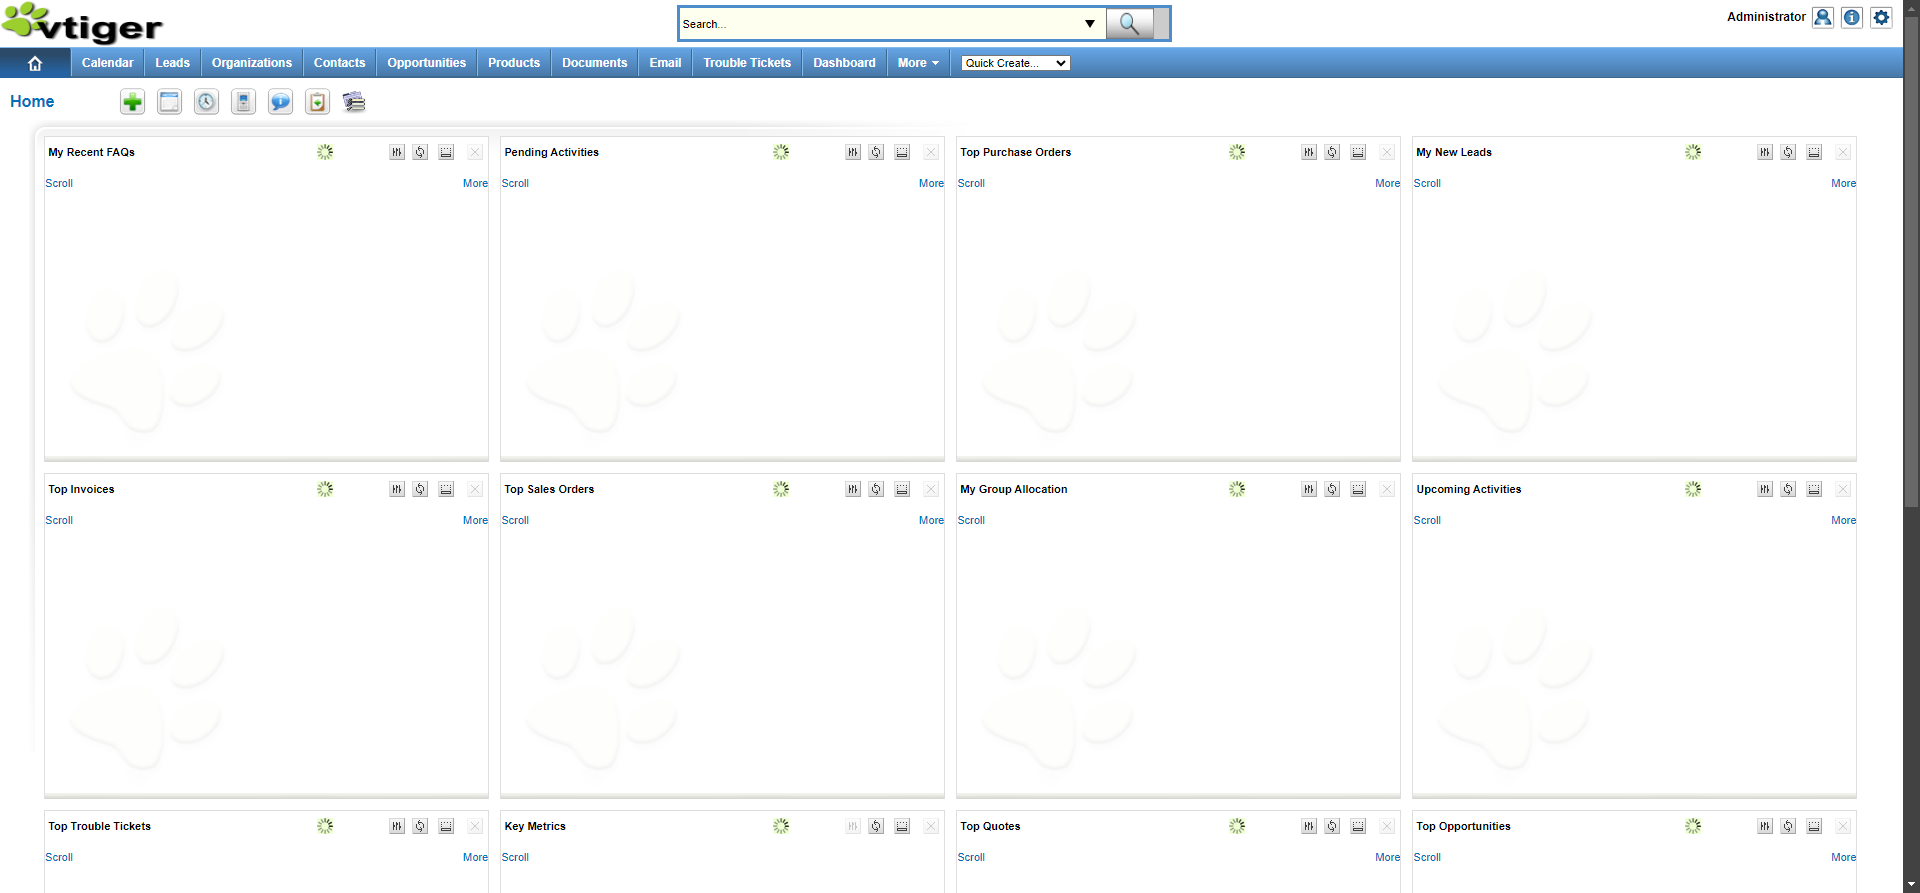 vtiger
Search...
Administrator
Calendar Leads Organizations Contacts Opportunities Products Documents Email Trouble Tickets Dashboard More Quick Create...
Home
My Recent FAQs Pending Activities Top Purchase Orders My New Leads
Scroll More Scroll More Scroll More Scroll More
Top Invoices Top Sales Orders My Group Allocation Upcoming Activities
Scroll More Scroll More Scroll More Scroll More
Top Trouble Tickets Key Metrics Top Quotes Top Opportunities
Scroll More Scroll Scroll More Scroll More